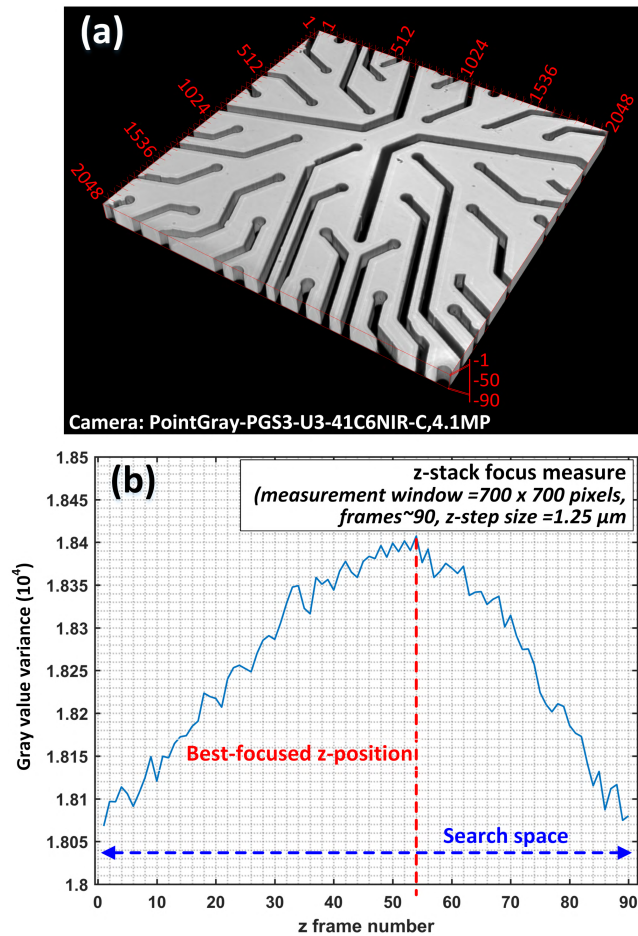 (a)
1
1
512
512
1024
1024
1536
1536
2048
2048
-1
-50
-90
Camera: PointGray-PGS3-U3-41C6NIR-C,4.1MP
(b)
z-stack focus measure
(measurement window =700 x 700 pixels,
frames~90, z-step size =1.25 µm
1.85
1.845
1.84
1.835
1.83
1.825
1.82
1.815
1.81
1.805
1.8
Gray value variance (10⁴)
Best-focused z-position
Search space
0 10 20 30 40 50 60 70 80 90
z frame number